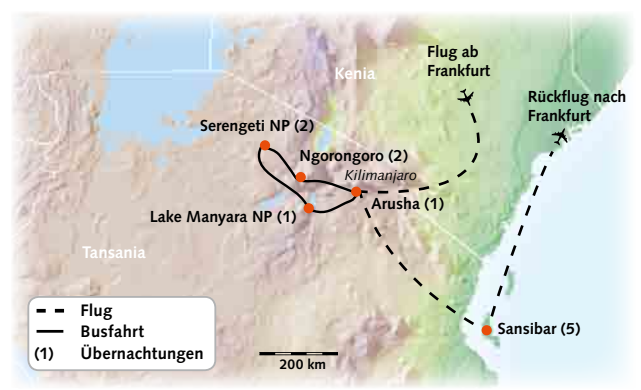 Flug ab
Frankfurt
Kenia
Rückflug nach
Frankfurt
Serengeti NP (2)
Ngorongoro (2)
Kilimanjaro
Arusha (1)
Lake Manyara NP (1)
Tansania
Flug
Busfahrt
(1) Übernachtungen
200 km
Sansibar (5)